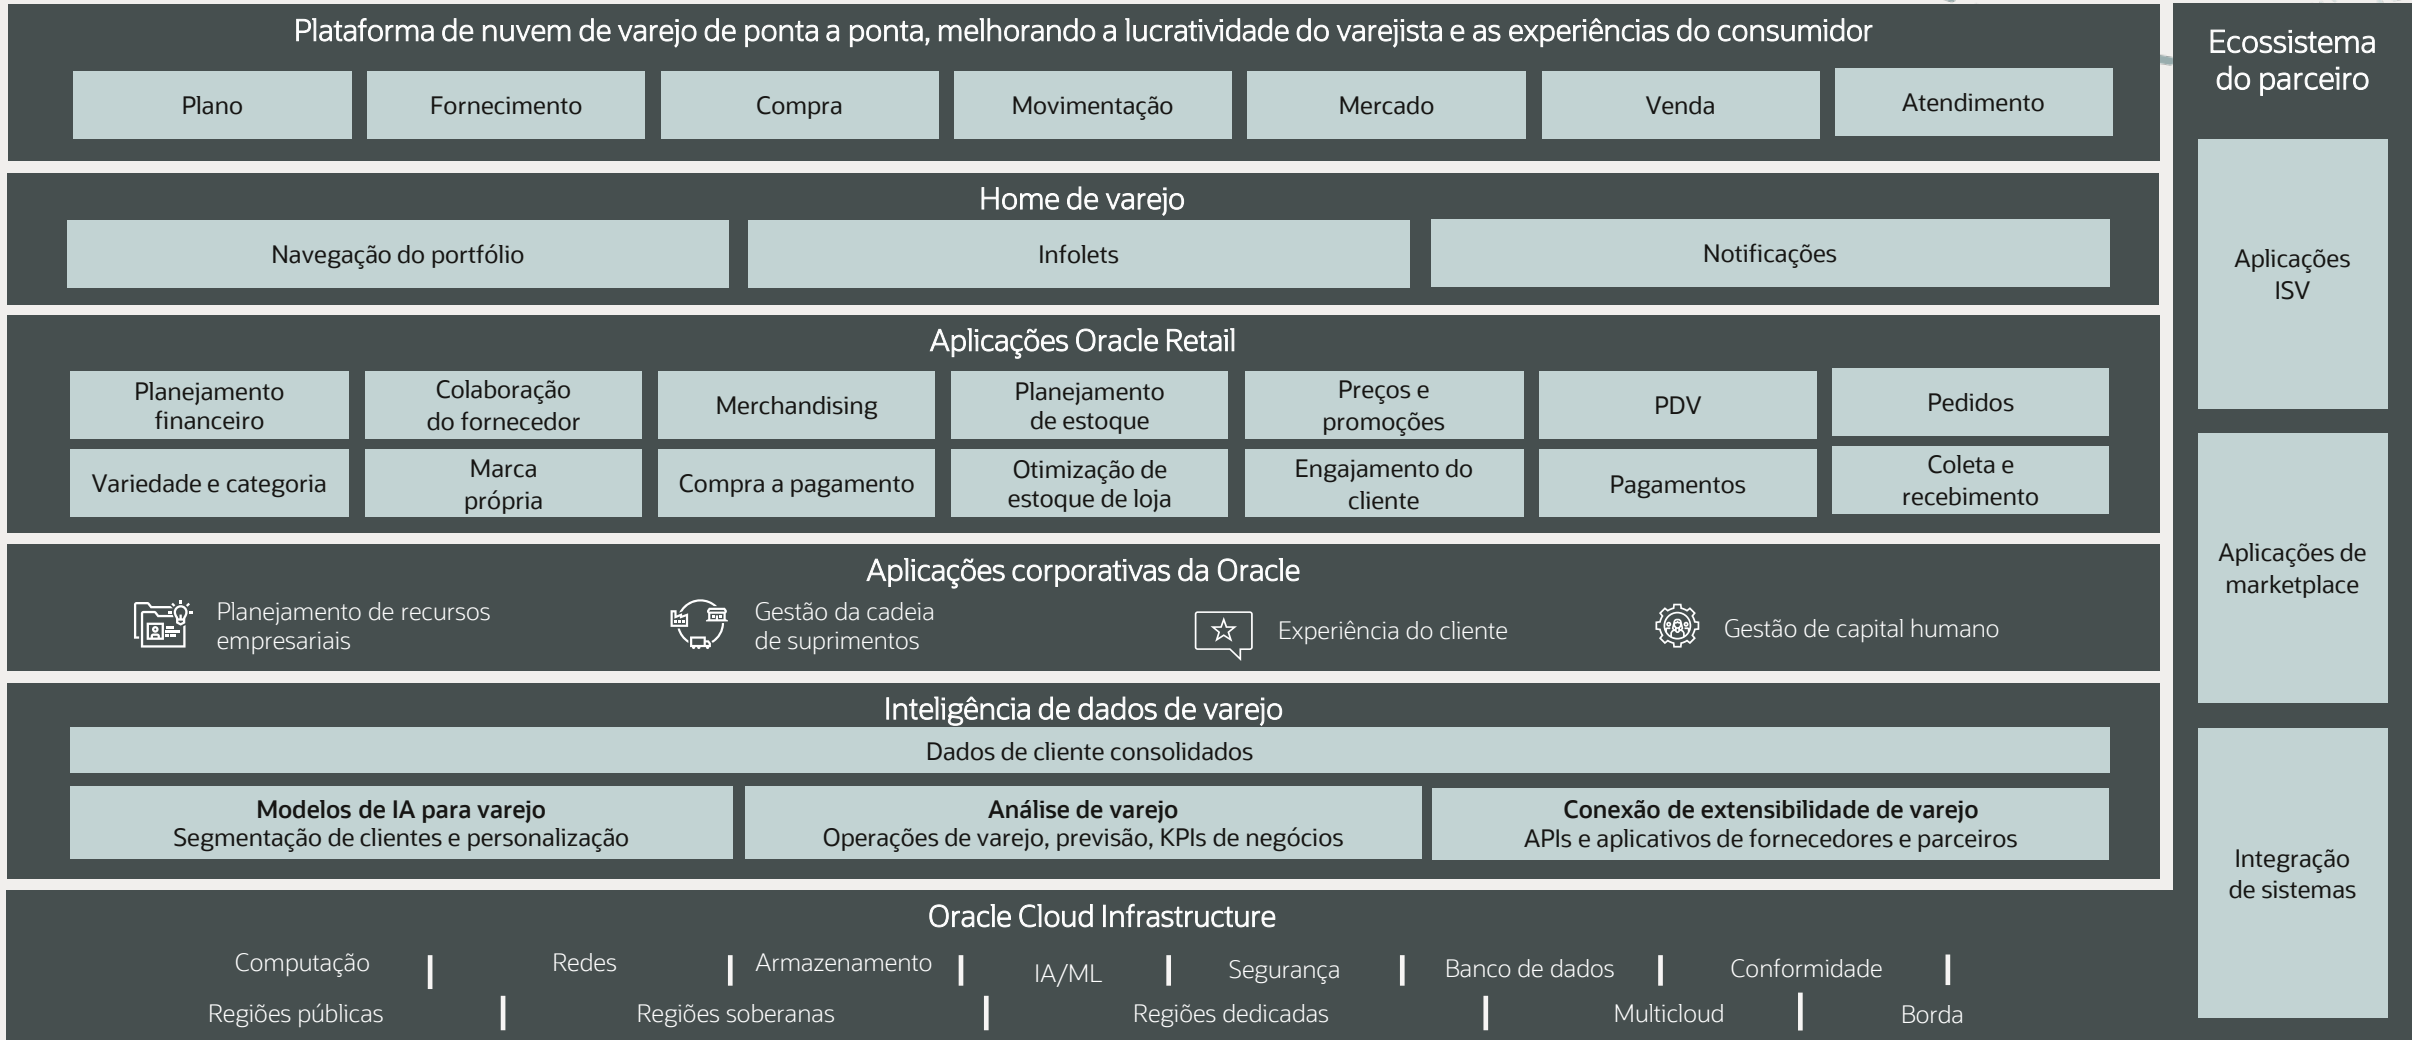 Plataforma de nuvem de varejo de ponta a ponta, melhorando a lucratividade do varejista e as experiências do consumidor
Plano
Fornecimento
Compra
Movimentação
Mercado
Venda
Atendimento
Home de varejo
Navegação do portfólio
Infolets
Notificações
Aplicações Oracle Retail
Planejamento
financeiro
Colaboração
do fornecedor
Merchandising
Planejamento
de estoque
Preços e
promoções
PDV
Pedidos
Variedade e categoria
Marca
própria
Compra a pagamento
Otimização de
estoque de loja
Engajamento do
cliente
Pagamentos
Coleta e
recebimento
Aplicações corporativas da Oracle
Planejamento de recursos
empresariais
Gestão da cadeia
de suprimentos
Experiência do cliente
Gestão de capital humano
Inteligência de dados de varejo
Dados de cliente consolidados
Modelos de IA para varejo
Segmentação de clientes e personalização
Análise de varejo
Operações de varejo, previsão, KPIs de negócios
Conexão de extensibilidade de varejo
APIs e aplicativos de fornecedores e parceiros
Oracle Cloud Infrastructure
Computação
Redes
Armazenamento
IA/ML
Segurança
Banco de dados
Conformidade
Regiões públicas
Regiões soberanas
Regiões dedicadas
Multicloud
Borda
Ecossistema
do parceiro
Aplicações
ISV
Aplicações de
marketplace
Integração
de sistemas